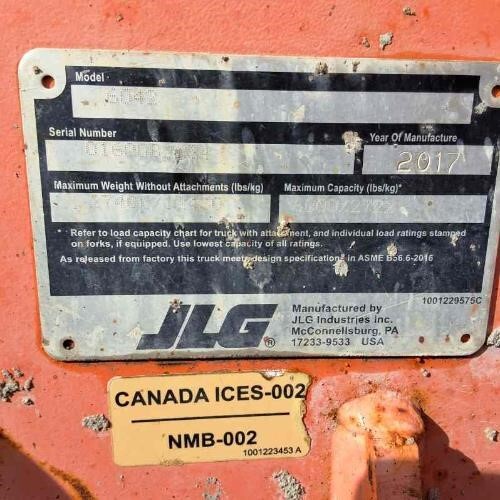 Model
6042
Serial Number
Year Of Manufacture
2017
Maximum Weight Without Attachments (lbs/kg)
Maximum Capacity (lbs/kg)*
* Refer to load capacity chart for truck with attachment, and individual load ratings stamped
on forks, if equipped. Use lowest capacity of all ratings.
As released from factory this truck meets design specifications in ASME B56.6-2016
1001229575C
JLG®
Manufactured by
JLG Industries Inc.
McConnellsburg, PA
17233-9533 USA
CANADA ICES-002
NMB-002
1001223453 A